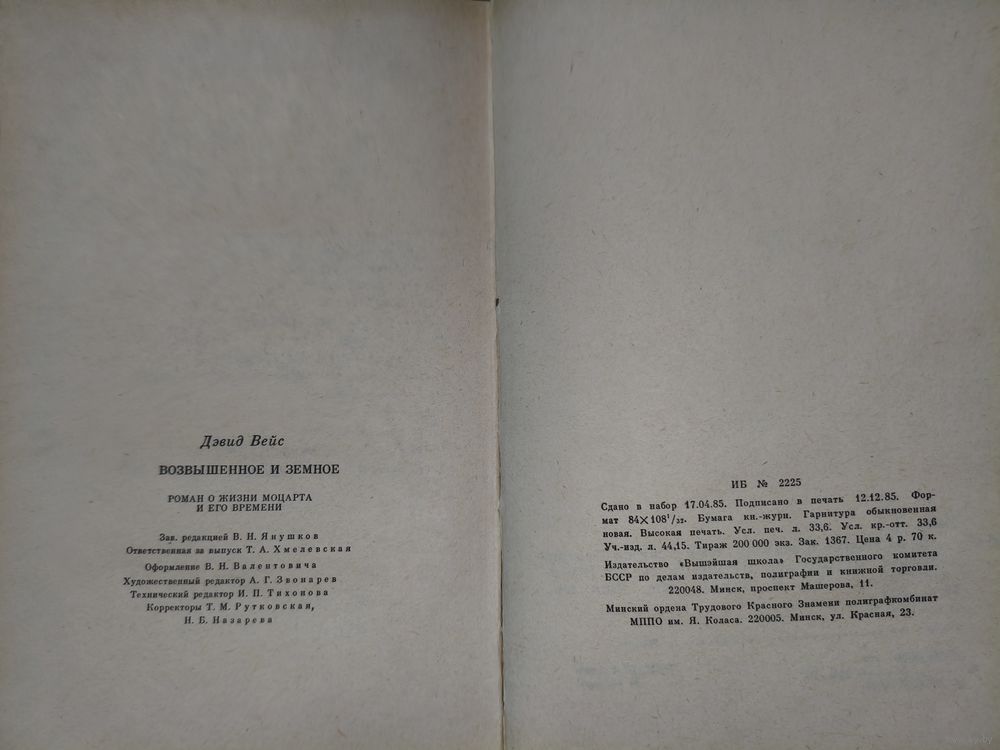 Дэвид Вейс
ВОЗВЫШЕННОЕ И ЗЕМНОЕ
РОМАН О ЖИЗНИ МОЦАРТА
И ЕГО ВРЕМЕНИ
Зав. редакцией В. И. Янушков
Ответственная за выпуск Т. А. Хмелевская
Оформление В. И. Валентовича
Художественный редактор А. Г. Звонарев
Технический редактор И. П. Тихонова
Корректоры Т. М. Рутковская,
Н. Б. Назарева
ИБ № 2225
Сдано в набор 17.04.85. Подписано в печать 12.12.85. Фор-
мат 84×108¹/₃₂. Бумага кн.-журн. Гарнитура обыкновенная
новая. Высокая печать. Усл. печ. л. 33,6. Усл. кр.-отт. 33,6
Уч.-изд. л. 44,15. Тираж 200 000 экз. Зак. 1367. Цена 4 р. 70 к.
Издательство «Вышэйшая школа» Государственного комитета
БССР по делам издательств, полиграфии и книжной торговли.
220048. Минск, проспект Машерова, 11.
Минский ордена Трудового Красного Знамени полиграфкомбинат
МППО им. Я. Коласа. 220005. Минск, ул. Красная, 23.